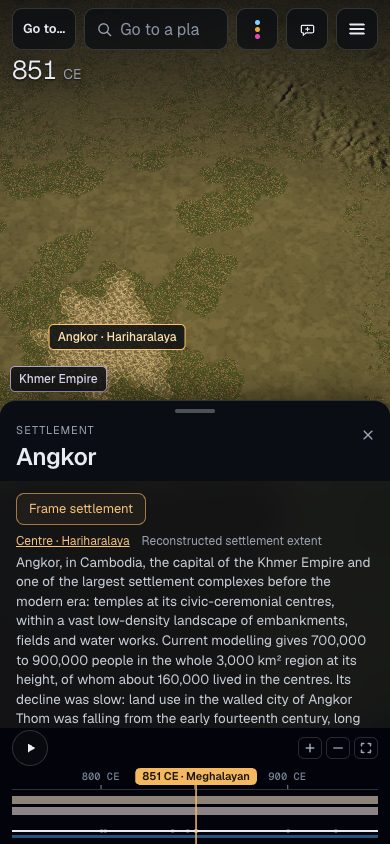 Go to...
Go to a pla
851 CE
Angkor · Hariharalaya
Khmer Empire
SETTLEMENT
Angkor
Frame settlement
Centre · Hariharalaya Reconstructed settlement extent
Angkor, in Cambodia, the capital of the Khmer Empire and
one of the largest settlement complexes before the
modern era: temples at its civic-ceremonial centres,
within a vast low-density landscape of embankments,
fields and water works. Current modelling gives 700,000
to 900,000 people in the whole 3,000 km² region at its
height, of whom about 160,000 lived in the centres. Its
decline was slow: land use in the walled city of Angkor
Thom was falling from the early fourteenth century, long
800 CE
851 CE · Meghalayan
900 CE